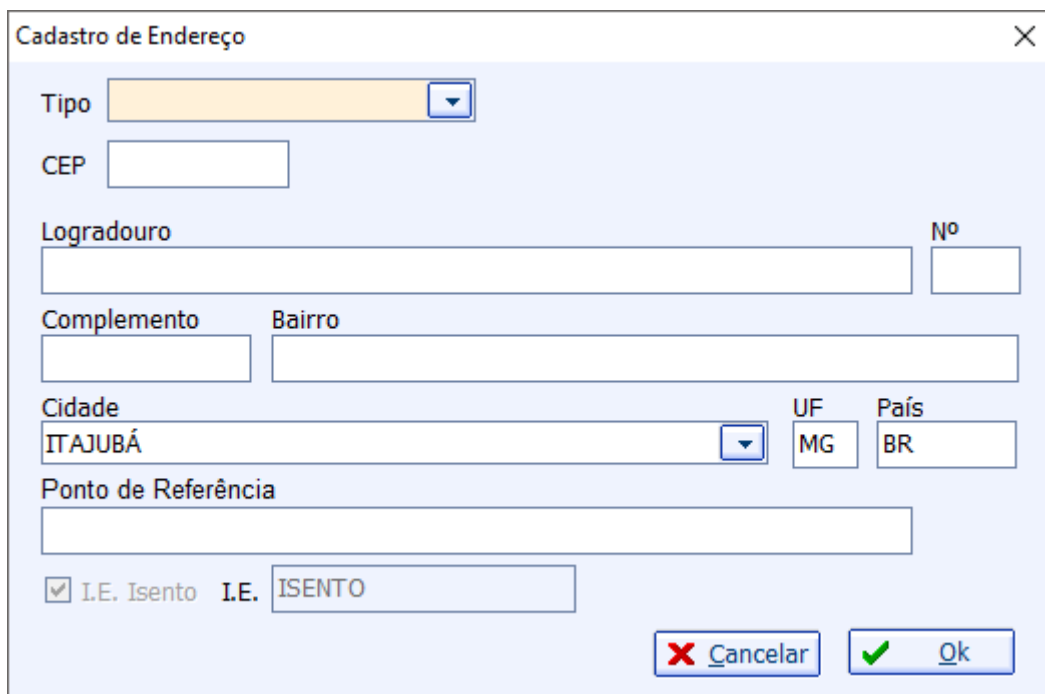 Cadastro de Endereço
Tipo
CEP
Logradouro Nº
Complemento Bairro
Cidade UF País
ITAJUBÁ MG BR
Ponto de Referência
I.E. Isento I.E. ISENTO
Cancelar Ok